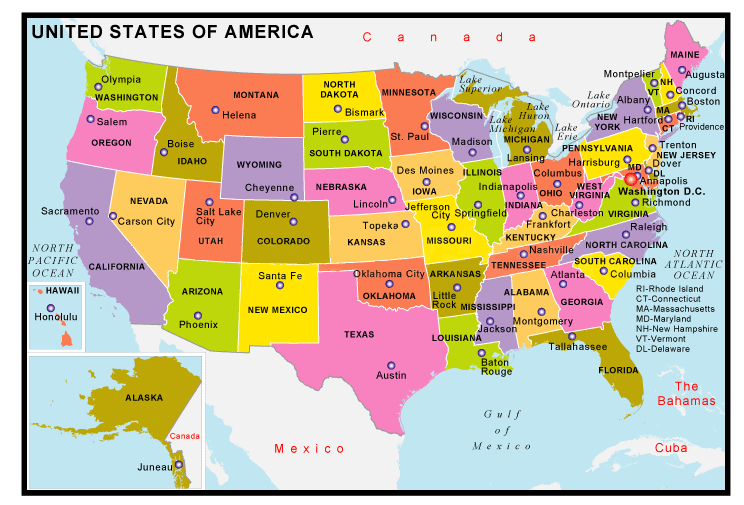 UNITED STATES OF AMERICA
Canada
Olympia
WASHINGTON
Salem
OREGON
Boise
IDAHO
MONTANA
Helena
WYOMING
Cheyenne
NEVADA
Carson City
Sacramento
CALIFORNIA
Salt Lake
City
UTAH
Denver
COLORADO
ARIZONA
Phoenix
Santa Fe
NEW MEXICO
NORTH
DAKOTA
Bismark
Pierre
SOUTH DAKOTA
NEBRASKA
Lincoln
Topeka
KANSAS
Oklahoma City
OKLAHOMA
TEXAS
Austin
MINNESOTA
St. Paul
Des Moines
IOWA
Jefferson
City
MISSOURI
ARKANSAS
Little
Rock
LOUISIANA
Baton
Rouge
WISCONSIN
Madison
ILLINOIS
Springfield
Lake
Superior
Lake
Michigan
Lake
Huron
Lake
Erie
Lake
Ontario
MICHIGAN
Lansing
Indianapolis
INDIANA
Columbus
OHIO
Frankfort
KENTUCKY
Nashville
TENNESSEE
MISSISSIPPI
Jackson
ALABAMA
Montgomery
Atlanta
GEORGIA
Tallahassee
FLORIDA
SOUTH CAROLINA
Columbia
Raleigh
NORTH CAROLINA
WEST
VIRGINIA
Charleston
VIRGINIA
Richmond
Washington D.C.
Annapolis
MD
DL
Dover
PENNSYLVANIA
Harrisburg
Trenton
NEW JERSEY
NEW
YORK
Albany
Hartford
CT
RI
Providence
MA
Boston
Concord
NH
VT
Montpelier
MAINE
Augusta
NORTH
PACIFIC
OCEAN
NORTH
ATLANTIC
OCEAN
RI-Rhode Island
CT-Connecticut
MA-Massachusetts
MD-Maryland
NH-New Hampshire
VT-Vermont
DL-Delaware
HAWAII
Honolulu
ALASKA
Canada
Juneau
Mexico
Gulf
of
Mexico
The
Bahamas
Cuba